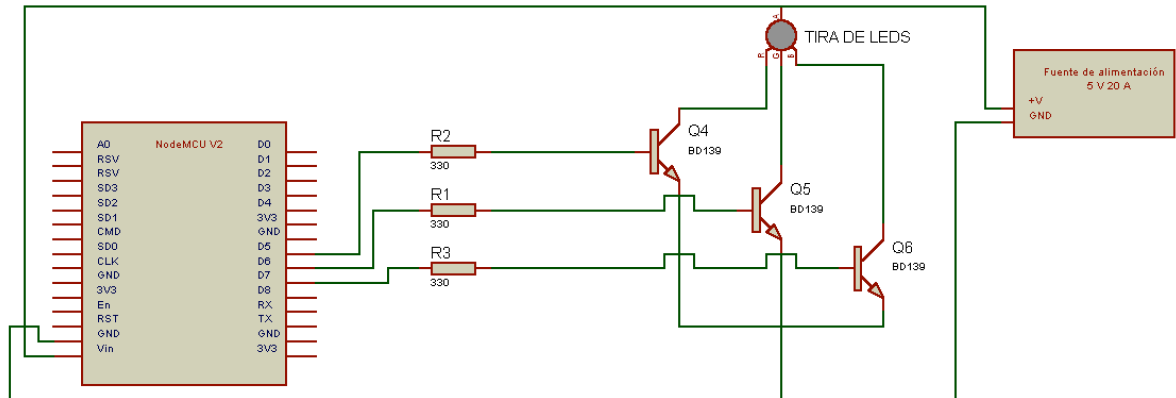 A
TIRA DE LEDS
R G B
Fuente de alimentación
5 V 20 A
+V
GND
NodeMCU V2
A0
RSV
RSV
SD3
SD2
SD1
CMD
SD0
CLK
GND
3V3
En
RST
GND
Vin
D0
D1
D2
D3
D4
3V3
GND
D5
D6
D7
D8
RX
TX
GND
3V3
R2
330
R1
330
R3
330
Q4
BD139
Q5
BD139
Q6
BD139